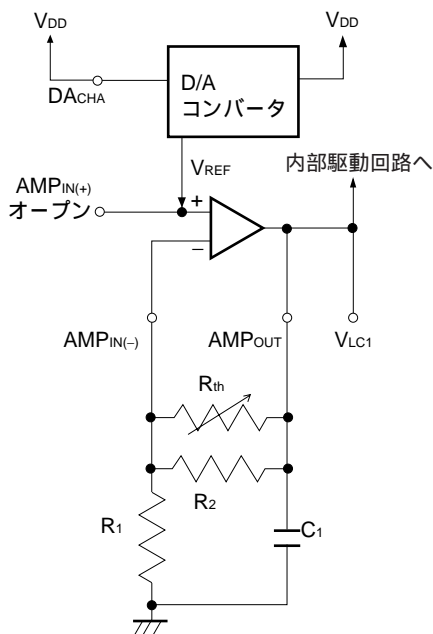 VDD
VDD
DACHA
D/A
コンバータ
VREF
内部駆動回路へ
AMPIN(+)
オープン
+
−
AMPIN(−)
AMPOUT
VLC1
Rth
R2
R1
C1